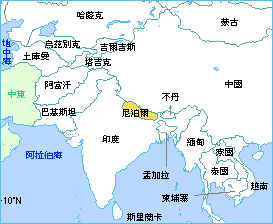 哈薩克
蒙古
地中海
烏茲別克
吉爾吉斯
土庫曼
塔吉克
中國
中東
阿富汗
不丹
巴基斯坦
尼泊爾
印度
緬甸
阿拉伯海
寮國
孟加拉
泰國
越南
柬埔寨
10°N
斯里蘭卡